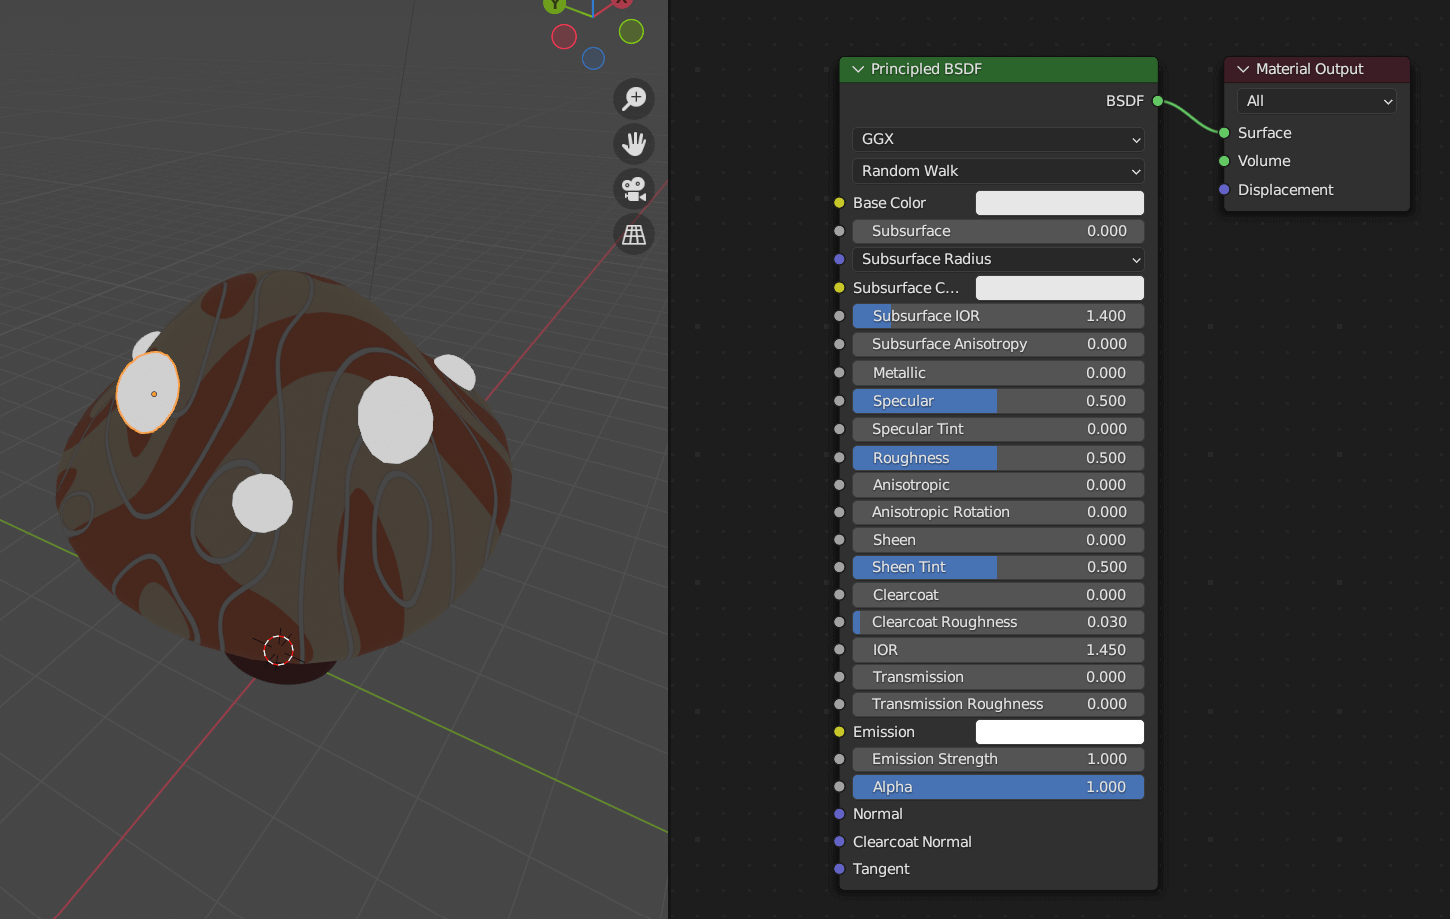 Y
X
Principled BSDF
BSDF
GGX
Random Walk
Base Color
Subsurface 0.000
Subsurface Radius
Subsurface C...
Subsurface IOR 1.400
Subsurface Anisotropy 0.000
Metallic 0.000
Specular 0.500
Specular Tint 0.000
Roughness 0.500
Anisotropic 0.000
Anisotropic Rotation 0.000
Sheen 0.000
Sheen Tint 0.500
Clearcoat 0.000
Clearcoat Roughness 0.030
IOR 1.450
Transmission 0.000
Transmission Roughness 0.000
Emission
Emission Strength 1.000
Alpha 1.000
Normal
Clearcoat Normal
Tangent
Material Output
All
Surface
Volume
Displacement